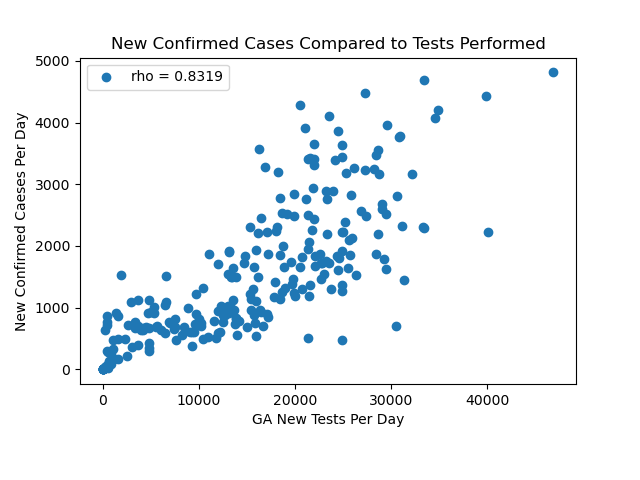 New Confirmed Cases Compared to Tests Performed
rho = 0.8319
5000
4000
3000
2000
1000
0
New Confirmed Caeses Per Day
0 10000 20000 30000 40000
GA New Tests Per Day